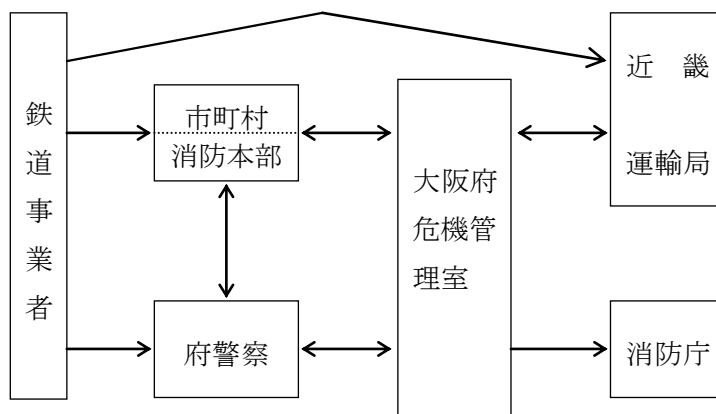 鉄道事業者
市町村
消防本部
府警察
大阪府
危機管
理室
近　畿
運輸局
消防庁